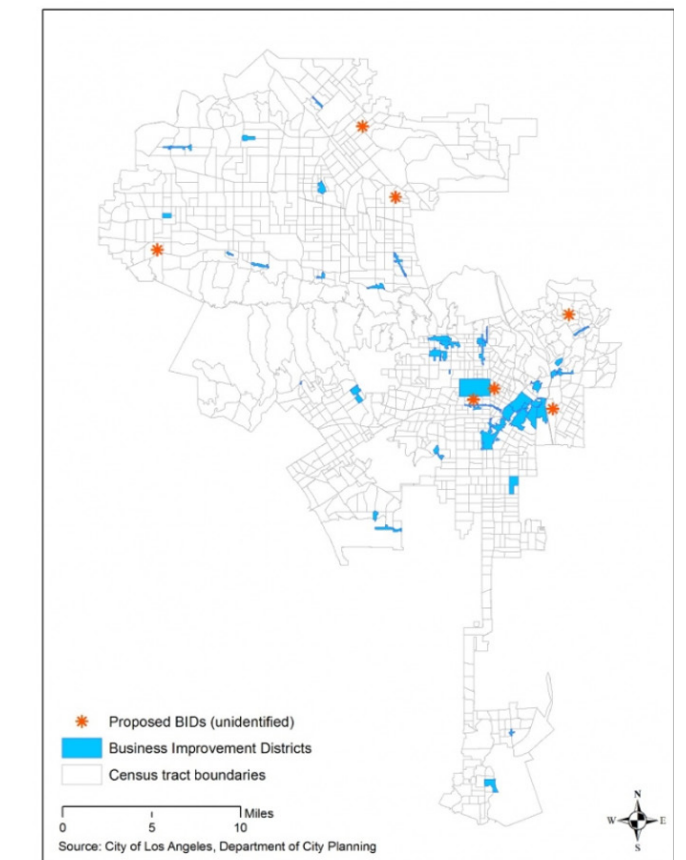 Proposed BIDs (unidentified)
Business Improvement Districts
Census tract boundaries
Miles
0 5 10
Source: City of Los Angeles, Department of City Planning
N
W E
S